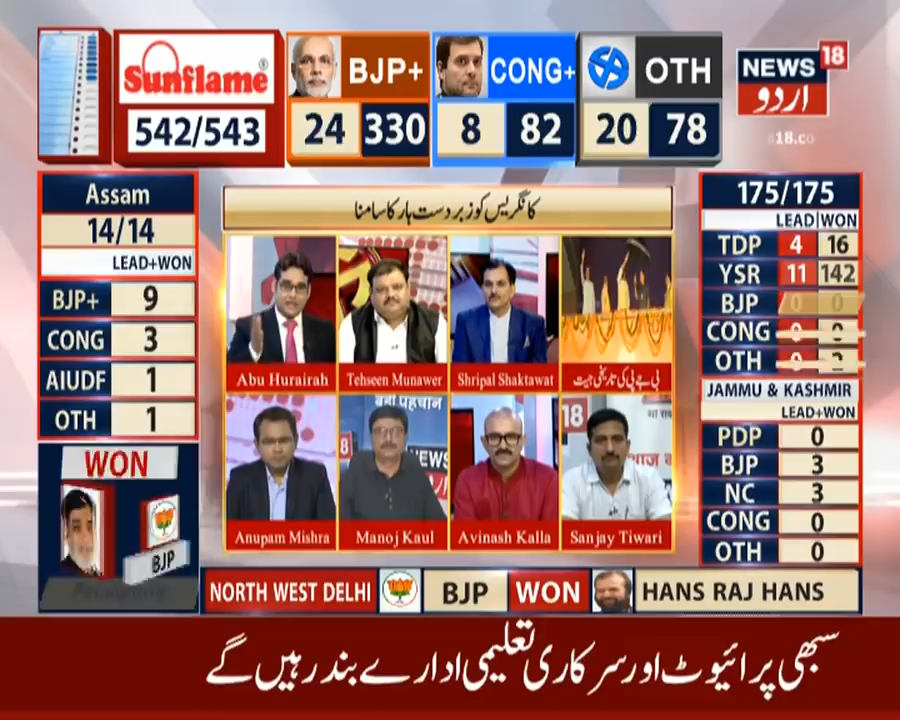 Sunflame®
542/543
BJP+
24 330
CONG+
8 82
OTH
20 78
NEWS 18
اردو
Assam
14/14
LEAD+WON
BJP+ 9
CONG 3
AIUDF 1
OTH 1
WON
BJP
کانگریس کو زبردست ہار کا سامنا
Abu Hurairah
Tehseen Munawer
Shripal Shaktawat
بی جے پی کی تاریخی جیت
18
Anupam Mishra
Manoj Kaul
Avinash Kalla
Sanjay Tiwari
175/175
LEAD WON
TDP 4 16
YSR 11 142
BJP 0 0
CONG
OTH
JAMMU & KASHMIR
LEAD+WON
PDP 0
BJP 3
NC 3
CONG 0
OTH 0
NORTH WEST DELHI BJP WON HANS RAJ HANS
سبھی پرائیوٹ اور سرکاری تعلیمی ادارے بند رہیں گے